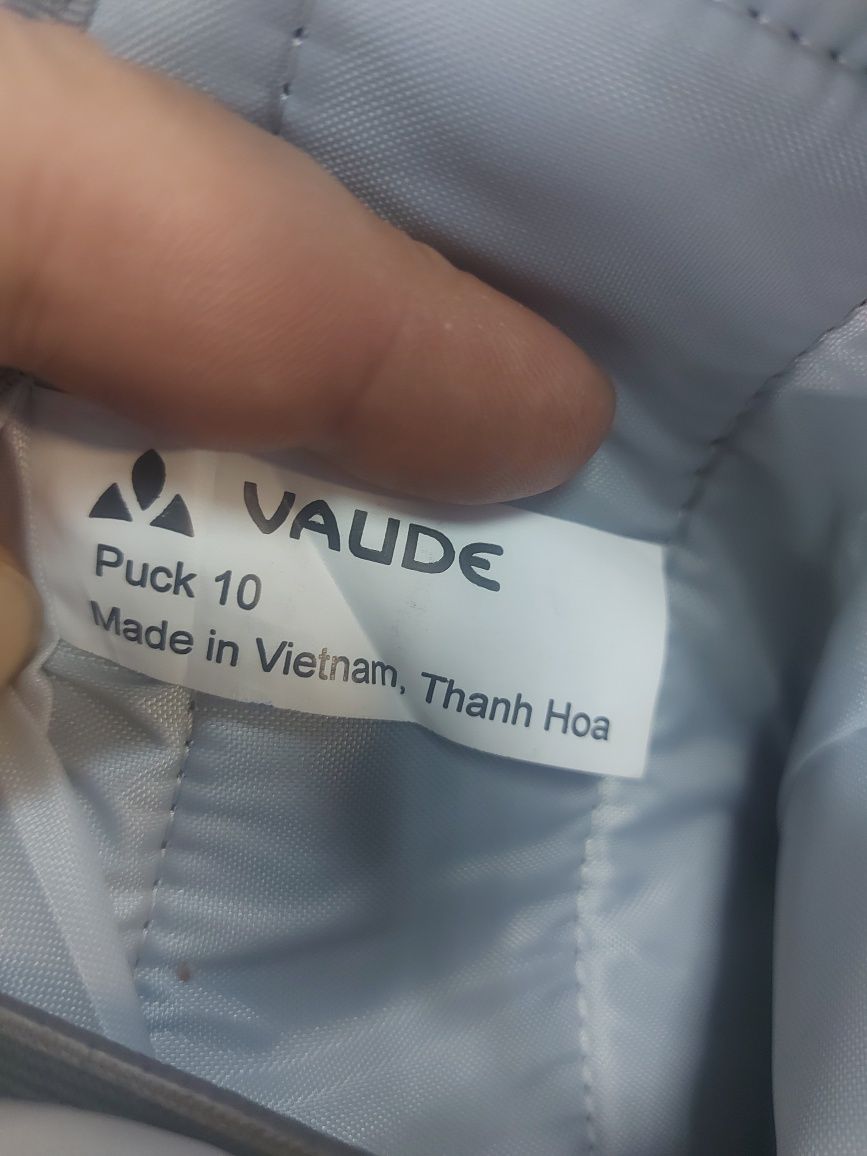 VAUDE
Puck 10
Made in Vietnam, Thanh Hoa